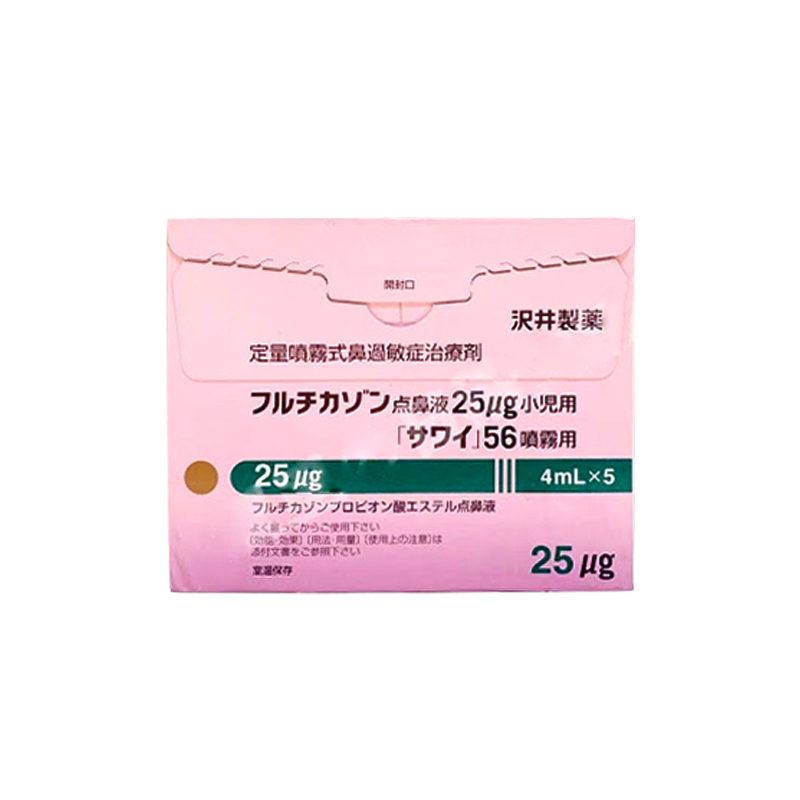 開封口
沢井製薬
定量噴霧式鼻過敏症治療剤
フルチカゾン点鼻液25μg小児用
「サワイ」56噴霧用
25μg
4mL×5
フルチカゾンプロピオン酸エステル点鼻液
よく振ってからご使用下さい
〔効能・効果〕〔用法・用量〕〔使用上の注意〕は
添付文書をご参照下さい
25μg
室温保存